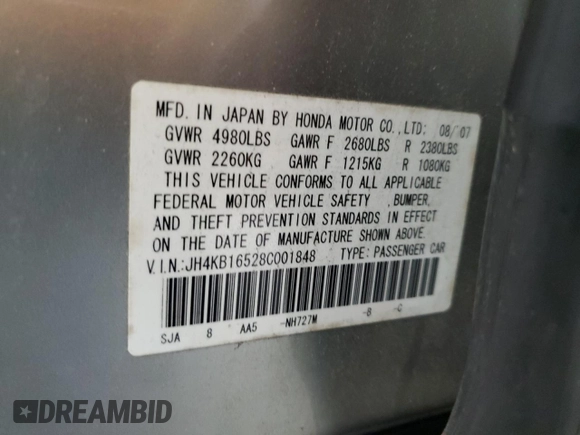 MFD. IN JAPAN BY HONDA MOTOR CO.,LTD: 08/07
GVWR 4980LBS GAWR F 2680LBS R 2380LBS
GVWR 2260KG GAWR F 1215KG R 1080KG
THIS VEHICLE CONFORMS TO ALL APPLICABLE
FEDERAL MOTOR VEHICLE SAFETY ,BUMPER,
AND THEFT PREVENTION STANDARDS IN EFFECT
ON THE DATE OF MANUFACTURE SHOWN ABOVE.
V.I.N.:JH4KB16528C001848 TYPE: PASSENGER CAR
SJA 8 AA5 -NH727M -B -C
DREAMBID